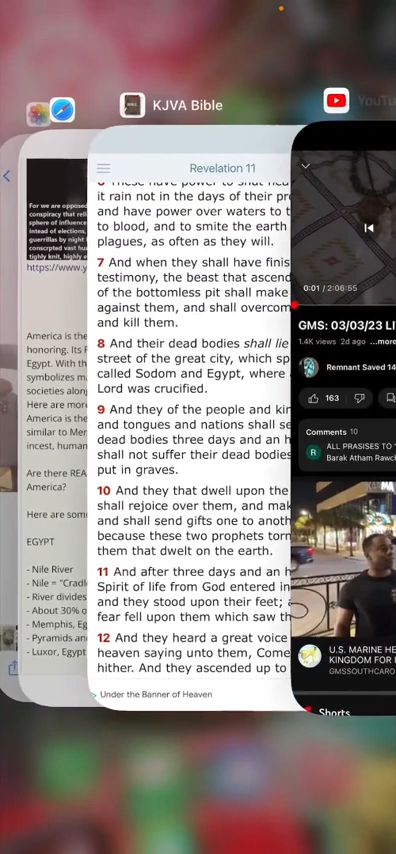 KJVA Bible
YouTu
For we are opposed
conspiracy that reli
sphere of influence
intead of elections,
guerrillas by night
conscrpted vast hu
tighly knit, highly e
https://www.y
America is the
honoring. Its F
Egypt. With th
symbolizes m
societies along
Here are more
America is the
similar to Mer
incest, human
Are there REA
America?
Here are som
EGYPT
- Nile River
- Nile = "Cradl
- River divides
- About 30% o
- Memphis, Eg
- Pyramids an
- Luxor, Egypt
Revelation 11
6 These have power to shut hea
it rain not in the days of their pro
and have power over waters to t
to blood, and to smite the earth
plagues, as often as they will.
7 And when they shall have finis
testimony, the beast that ascend
of the bottomless pit shall make
against them, and shall overcom
and kill them.
8 And their dead bodies shall lie
street of the great city, which sp
called Sodom and Egypt, where
Lord was crucified.
9 And they of the people and kin
and tongues and nations shall se
dead bodies three days and an h
shall not suffer their dead bodies
put in graves.
10 And they that dwell upon the
shall rejoice over them, and mak
and shall send gifts one to anoth
because these two prophets torn
them that dwelt on the earth.
11 And after three days and an h
Spirit of life from God entered in
and they stood upon their feet; a
fear fell upon them which saw th
12 And they heard a great voice
heaven saying unto them, Come
hither. And they ascended up to
Under the Banner of Heaven
0:01 / 2:06:55
GMS: 03/03/23 LI
1.4K views 2d ago ...more
Remnant Saved 14
163
Comments 10
R
ALL PRAISES TO Y
Barak Atham Rawch
U.S. MARINE HE
KINGDOM FOR
GMSSOUTHCARO
Shorts